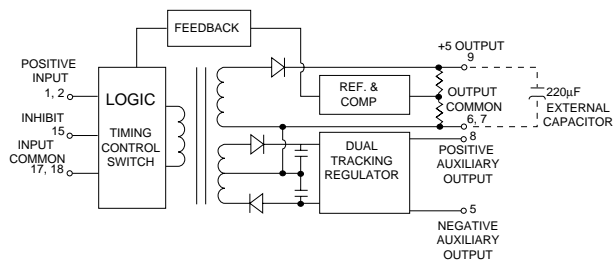 FEEDBACK
+5 OUTPUT
9
POSITIVE
INPUT
1, 2
LOGIC
REF. &
COMP
OUTPUT
COMMON
6, 7
220µF
EXTERNAL
CAPACITOR
INHIBIT
15
TIMING
CONTROL
SWITCH
INPUT
COMMON
17, 18
DUAL
TRACKING
REGULATOR
8
POSITIVE
AUXILIARY
OUTPUT
5
NEGATIVE
AUXILIARY
OUTPUT